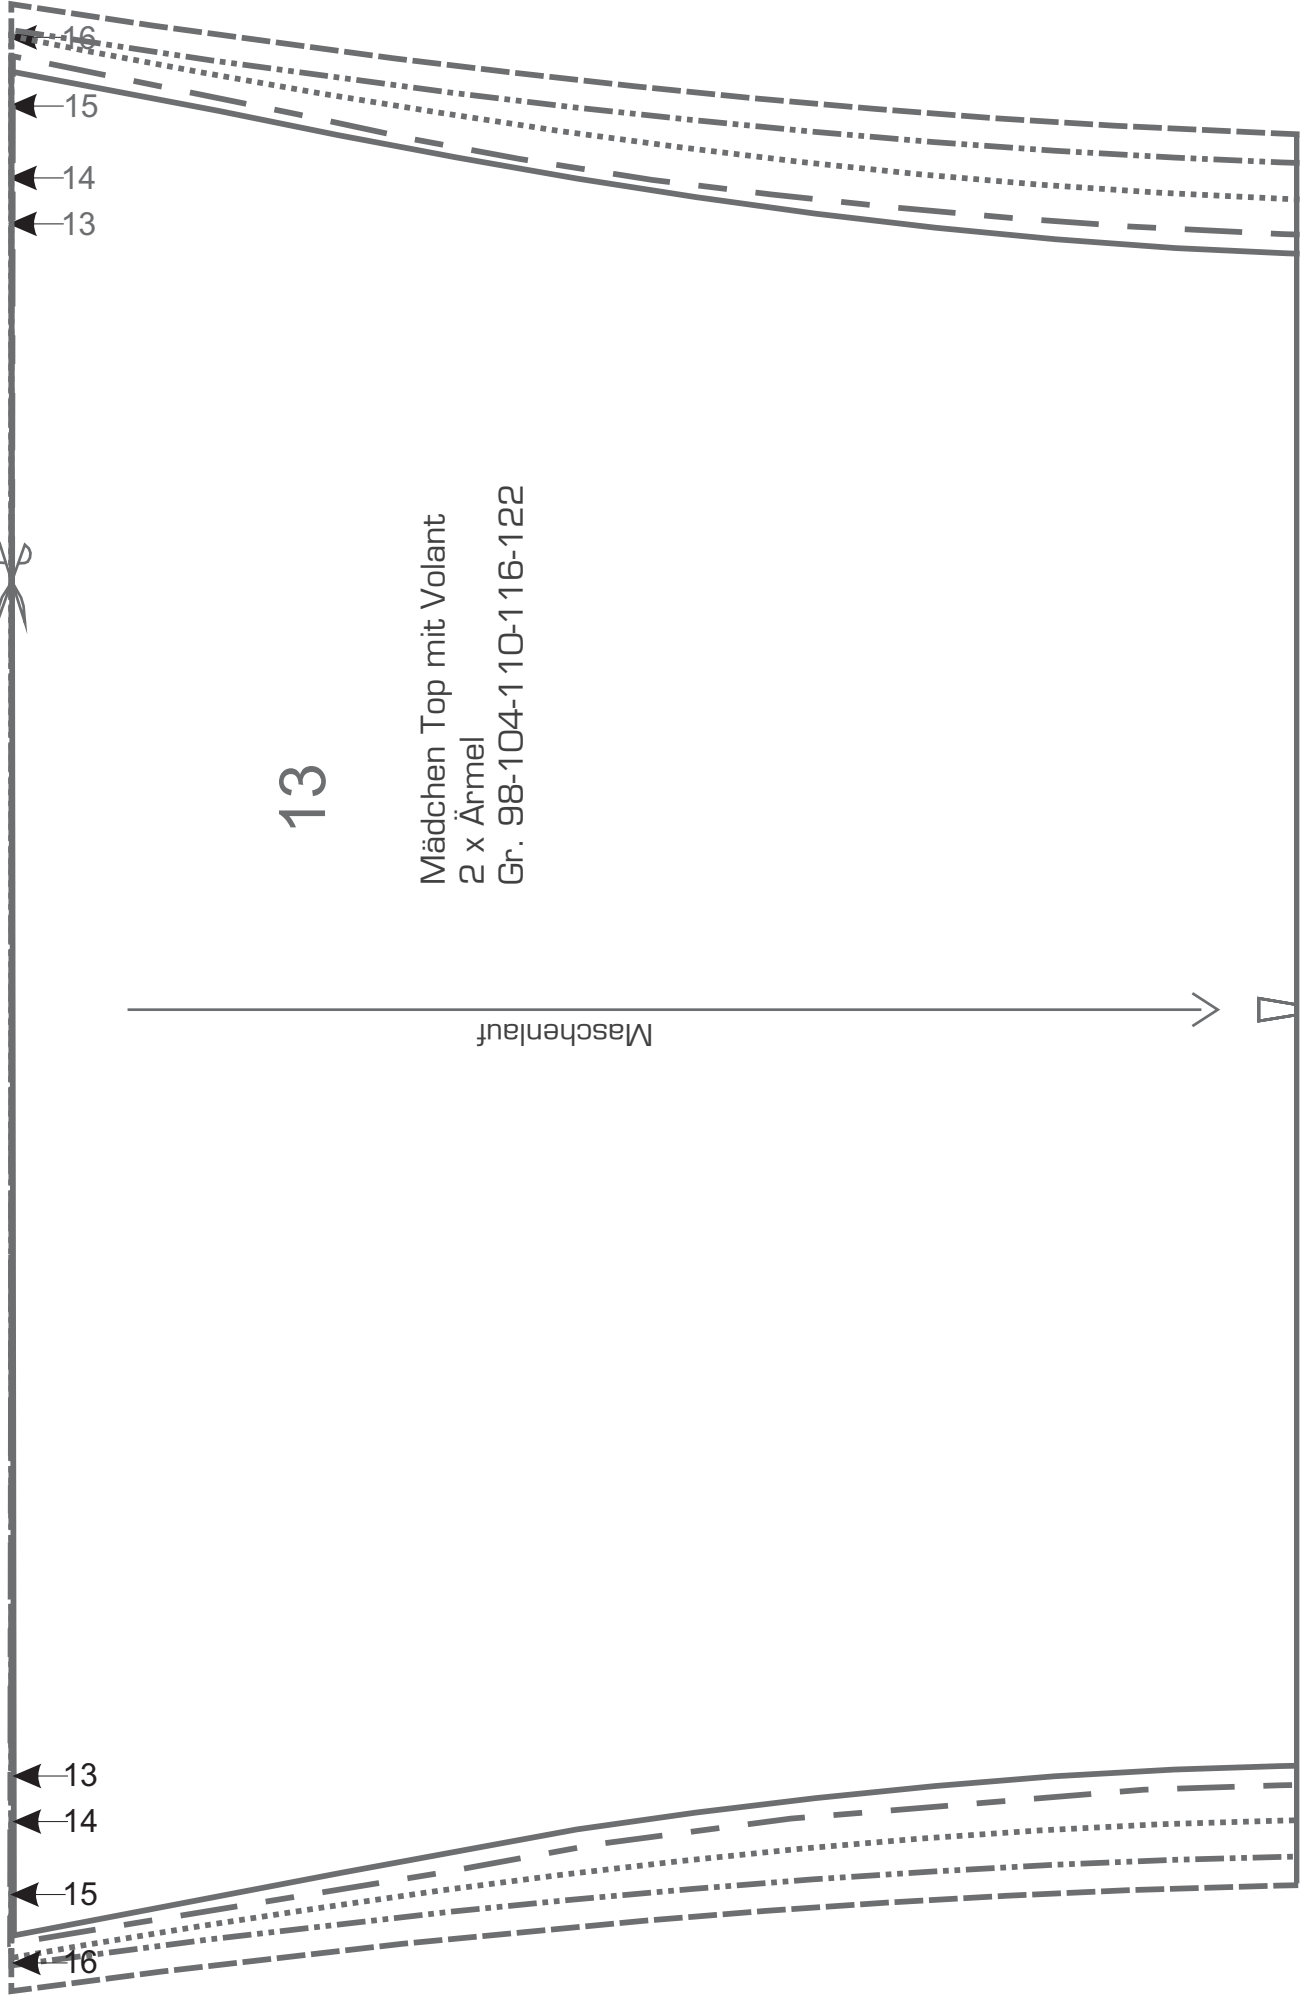 16
15
14
13
13
Mädchen Top mit Volant
2 x Ärmel
Gr. 98-104-110-116-122
Maschenlauf
13
14
15
16